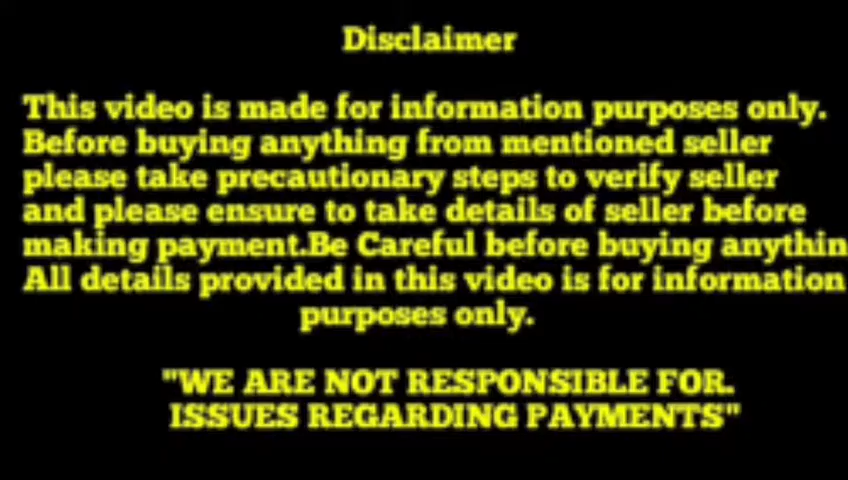 Disclaimer
This video is made for information purposes only.
Before buying anything from mentioned seller
please take precautionary steps to verify seller
and please ensure to take details of seller before
making payment.Be Careful before buying anythin
All details provided in this video is for information
purposes only.
"WE ARE NOT RESPONSIBLE FOR.
ISSUES REGARDING PAYMENTS"